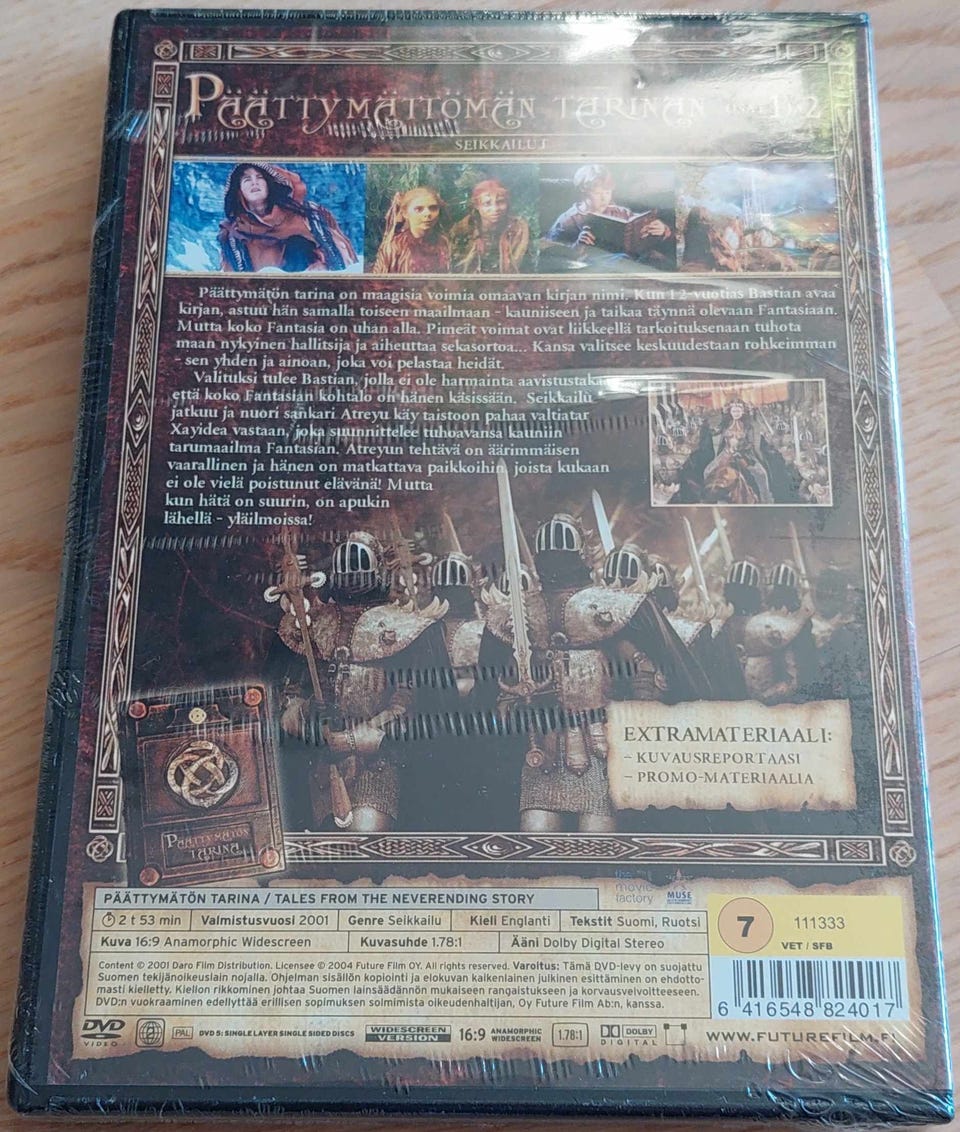 PÄÄTTYMÄTTÖMÄN TARINAN 1&2
SEIKKAILUT
Päättymätön tarina on maagisia voimia omaavan kirjan nimi. Kun 12-vuotias Bastian avaa
kirjan, astuu hän samalla toiseen maailmaan - kauniiseen ja taikaa täynnä olevaan Fantasiaan.
Mutta koko Fantasia on uhan alla. Pimeät voimat ovat liikkeellä tarkoituksenaan tuhota
maan nykyinen hallitsija ja aiheuttaa sekasortoa... Kansa valitsee keskuudestaan rohkeimman
- sen yhden ja ainoan, joka voi pelastaa heidät.
Valituksi tulee Bastian, jolla ei ole harmainta aavistustaka
että koko Fantasian kohtalo on hänen käsissään. Seikkailu
jatkuu ja nuori sankari Atreyu käy taistoon pahaa valtiatar
Xayidea vastaan, joka suunnittelee tuhoavansa kauniin
tarumaailma Fantasian. Atreyun tehtävä on äärimmäisen
vaarallinen ja hänen on matkattava paikkoihin, joista kukaan
ei ole vielä poistunut elävänä! Mutta
kun hätä on suurin, on apukin
lähellä - yläilmoissa!
EXTRAMATERIAALI:
- KUVAUSREPORTAASI
- PROMO-MATERIAALIA
PÄÄTTYMÄTÖN
TARINA
the
movie
factory
MUSE
PÄÄTTYMÄTÖN TARINA / TALES FROM THE NEVERENDING STORY
2 t 53 min Valmistusvuosi 2001 Genre Seikkailu Kieli Englanti Tekstit Suomi, Ruotsi
Kuva 16:9 Anamorphic Widescreen Kuvasuhde 1.78:1 Ääni Dolby Digital Stereo
7 111333
VET / SFB
Content © 2001 Daro Film Distribution. Licensee © 2004 Future Film OY. All rights reserved. Varoitus: Tämä DVD-levy on suojattu
Suomen tekijänoikeuslain nojalla. Ohjelman sisällön kopiointi ja elokuvan kaikenlainen julkinen esittäminen on ehdotto-
masti kielletty. Kiellon rikkominen johtaa Suomen lainsäädännön mukaiseen rangaistukseen ja korvausvelvoitteeseen.
DVD:n vuokraaminen edellyttää erillisen sopimuksen solmimista oikeudenhaltijan, Oy Future Film Ab:n, kanssa.
6 416548 824017
DVD VIDEO PAL DVD 5: SINGLE LAYER SINGLE SIDED DISCS WIDESCREEN VERSION 16:9 ANAMORPHIC WIDESCREEN 1.78:1 DOLBY DIGITAL WWW.FUTUREFILM.FI